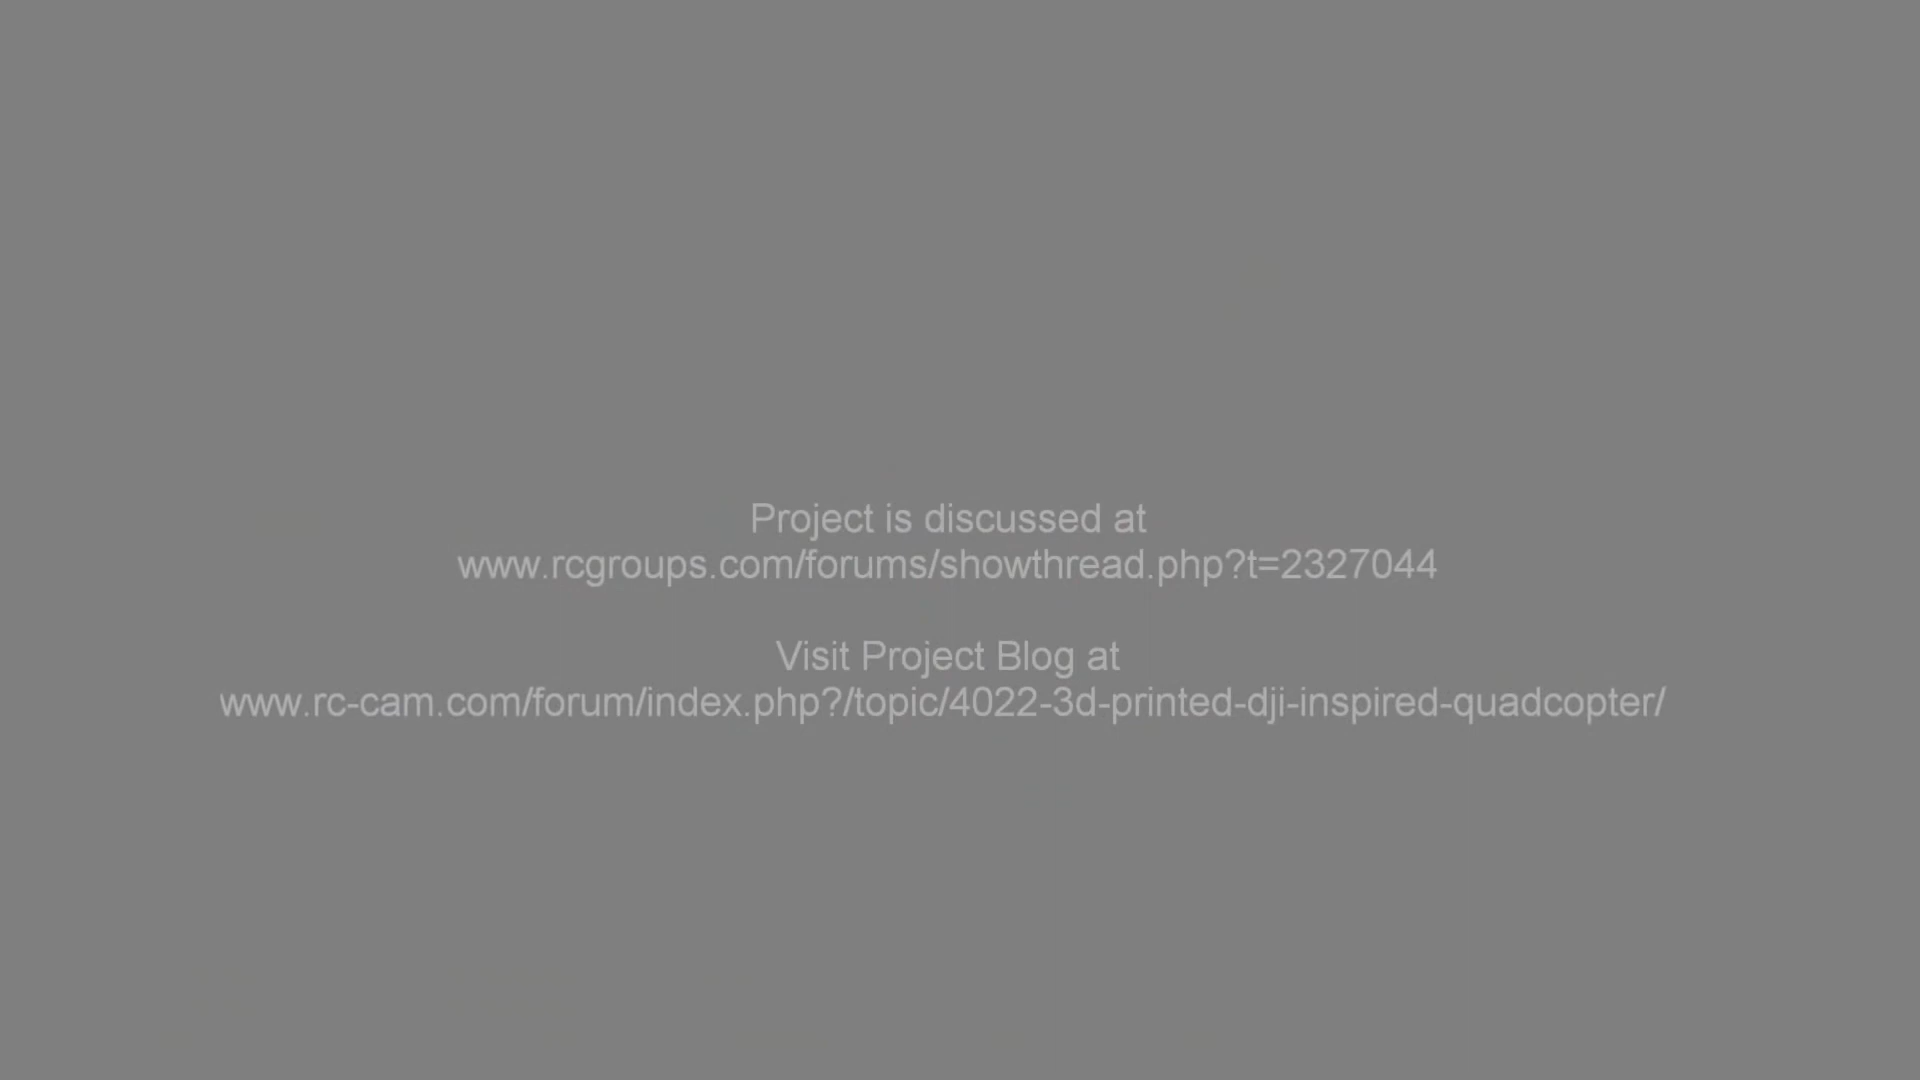 Project is discussed at
www.rcgroups.com/forums/showthread.php?t=2327044
Visit Project Blog at
www.rc-cam.com/forum/index.php?/topic/4022-3d-printed-dji-inspired-quadcopter/